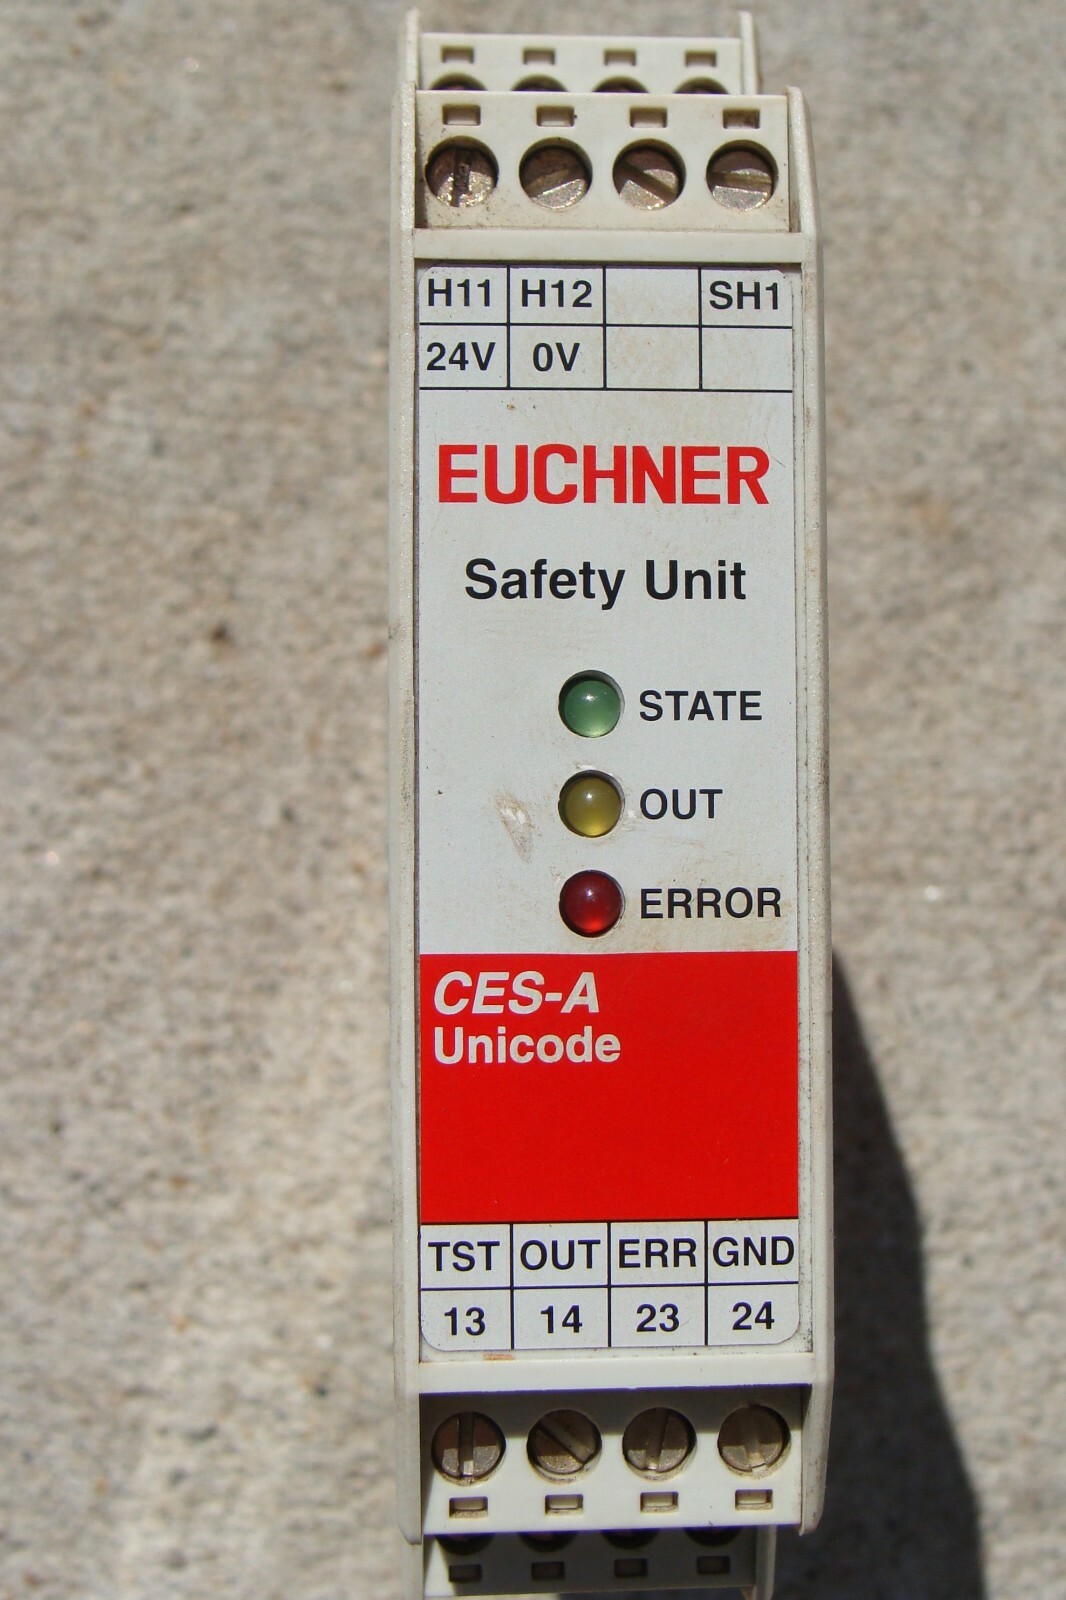 H11 H12 SH1
24V 0V
EUCHNER
Safety Unit
STATE
OUT
ERROR
CES-A
Unicode
TST OUT ERR GND
13 14 23 24